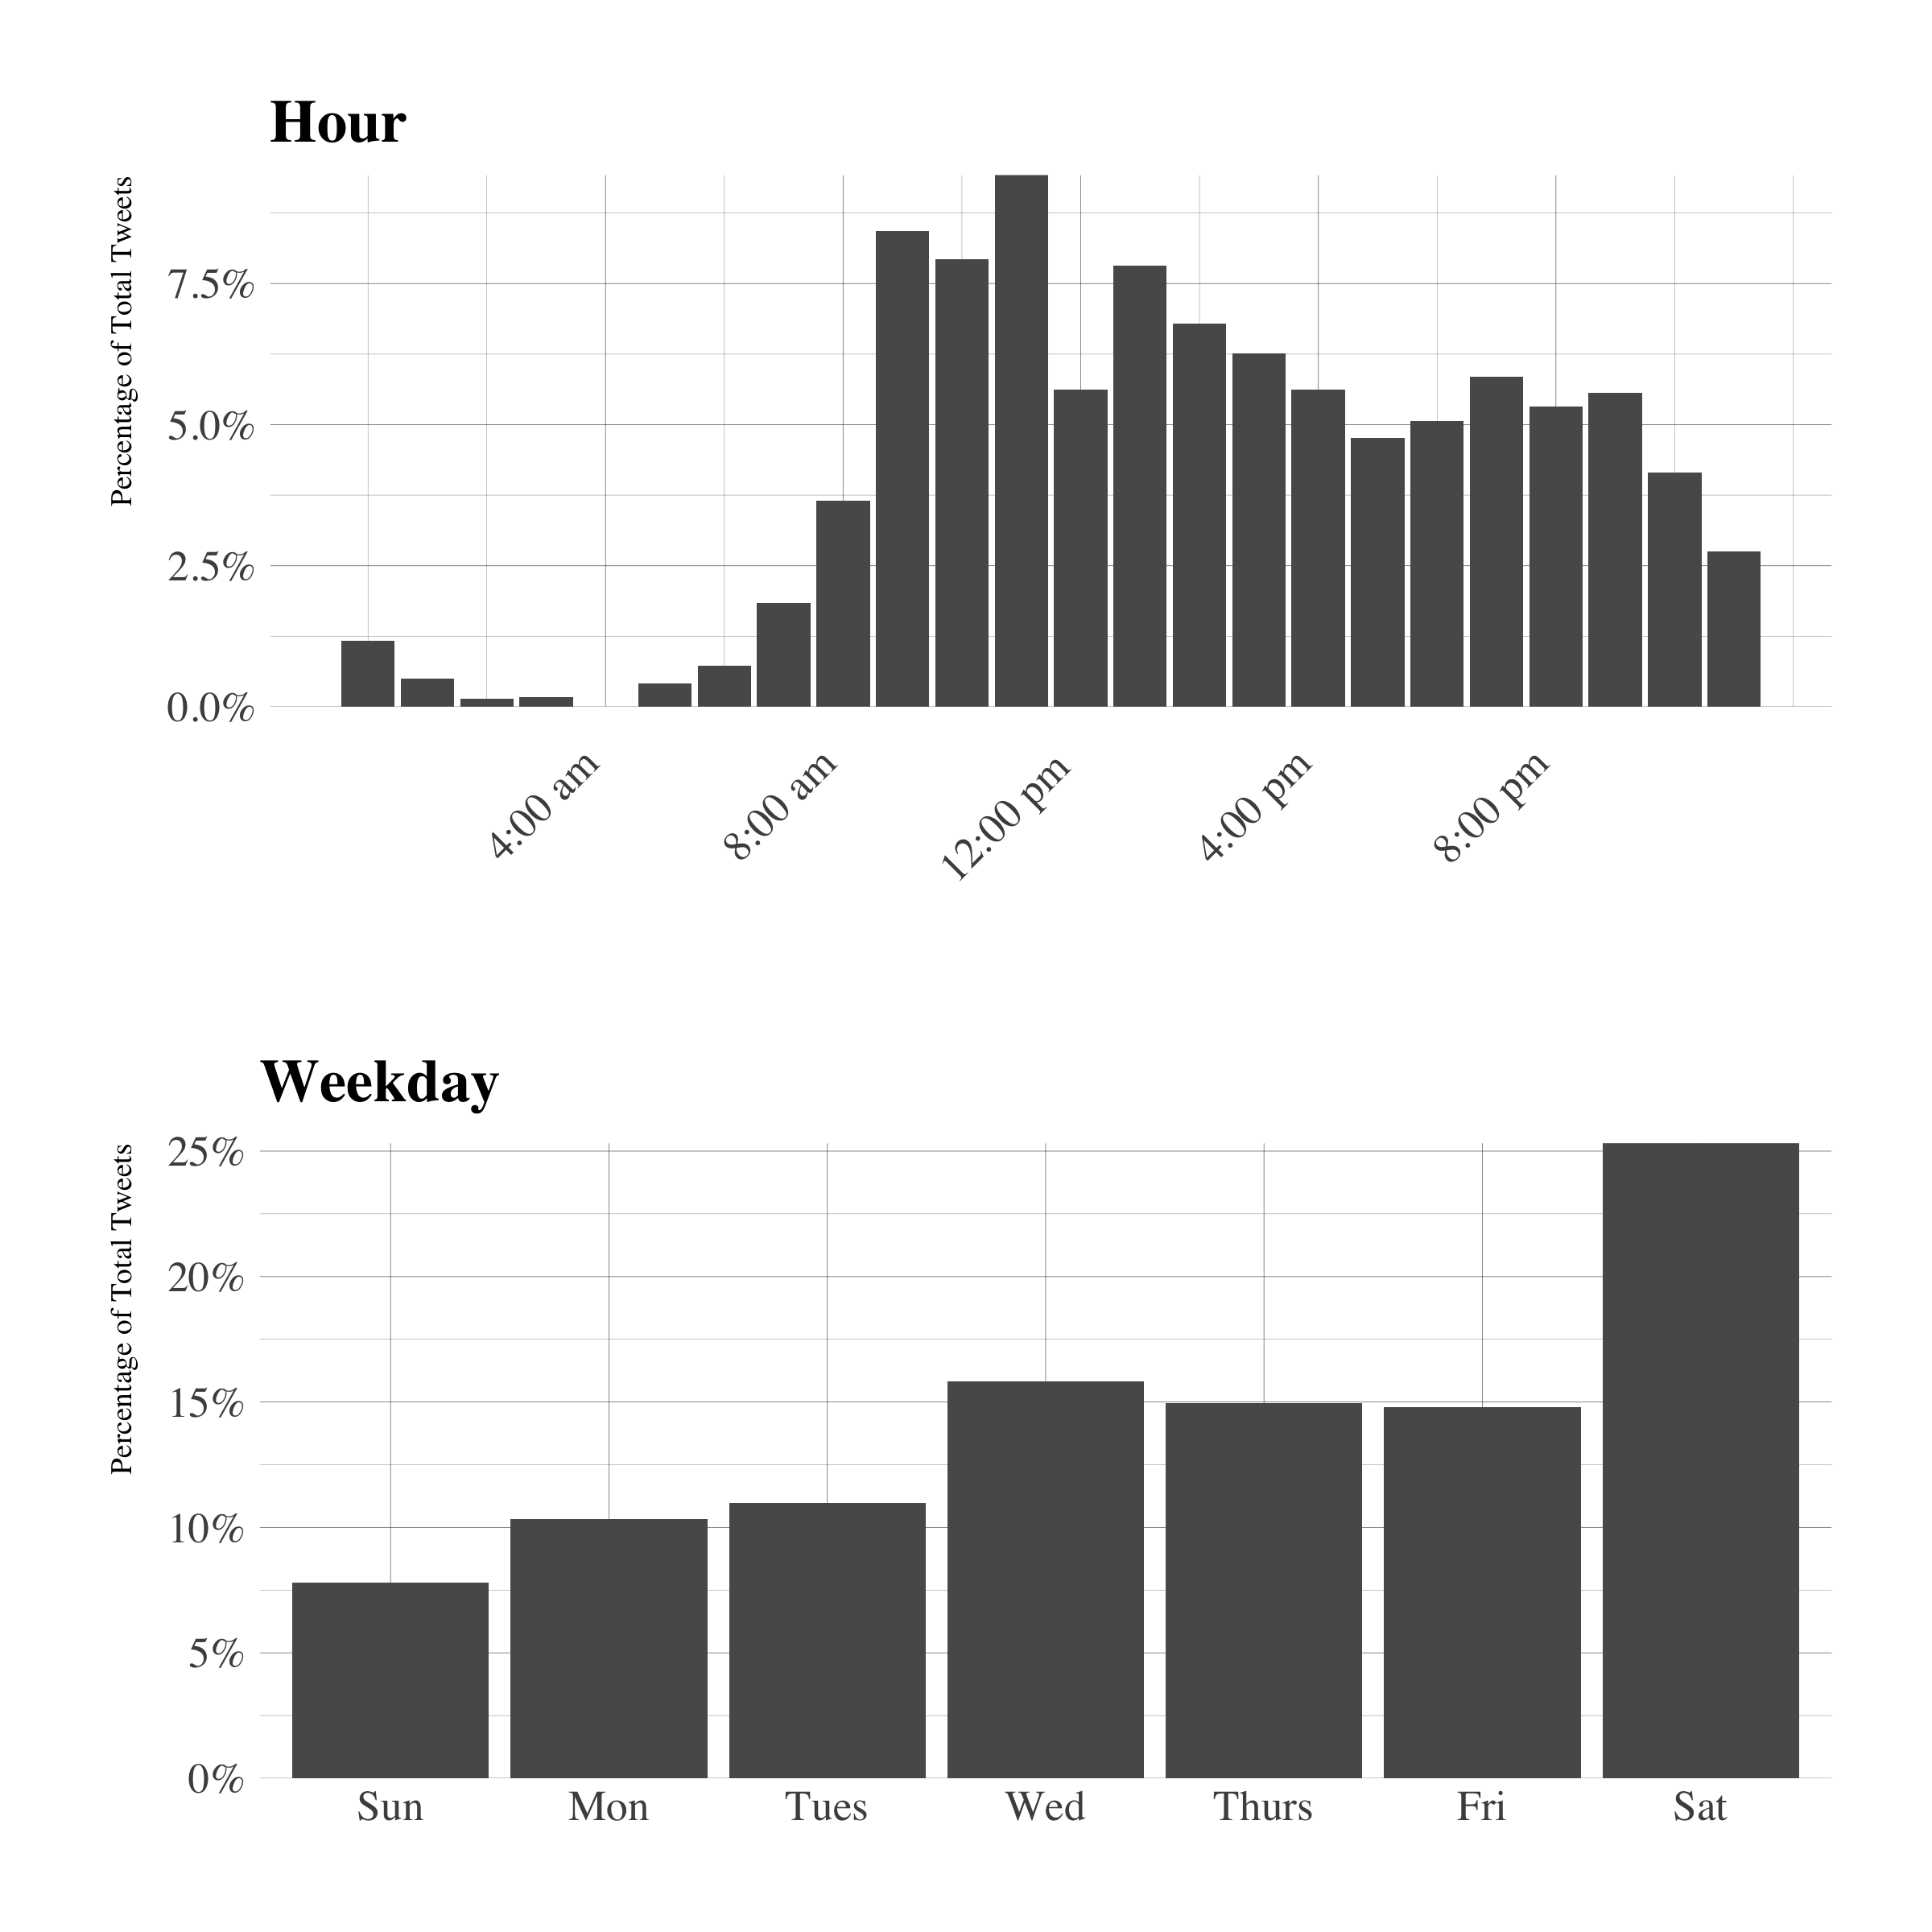 Hour
Percentage of Total Tweets
7.5%
5.0%
2.5%
0.0%
4:00 am
8:00 am
12:00 pm
4:00 pm
8:00 pm
Weekday
Percentage of Total Tweets
25%
20%
15%
10%
5%
0%
Sun Mon Tues Wed Thurs Fri Sat